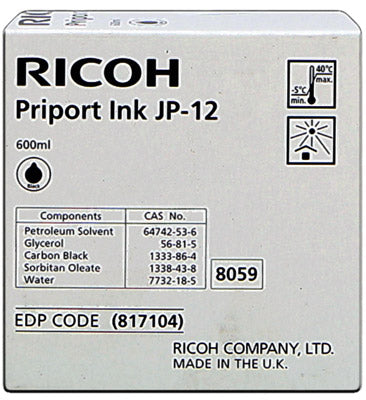 RICOH
Priport Ink JP-12
600ml
Black
40°C
max.
-5°C
min.
Components CAS No.
Petroleum Solvent 64742-53-6
Glycerol 56-81-5
Carbon Black 1333-86-4
Sorbitan Oleate 1338-43-8
Water 7732-18-5
8059
EDP CODE (817104)
RICOH COMPANY, LTD.
MADE IN THE U.K.